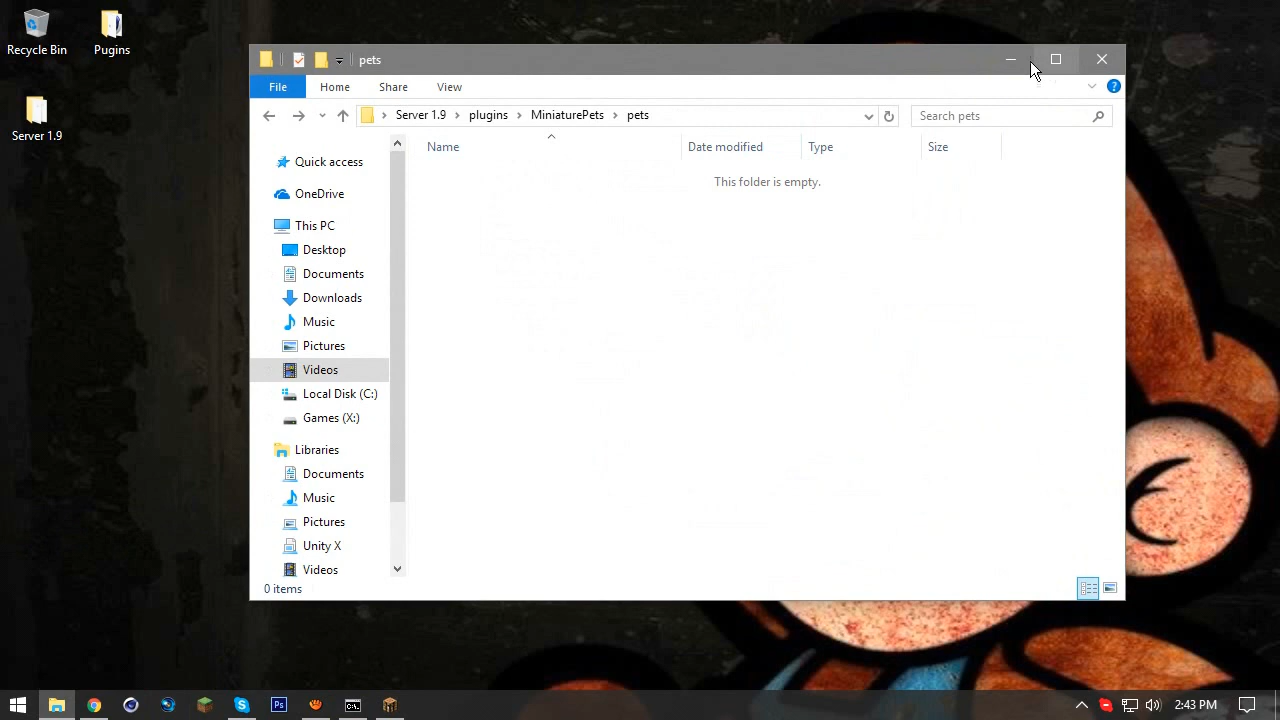 Recycle Bin
Pugins
Server 1.9
pets
File Home Share View
Server 1.9 plugins MiniaturePets pets
Search pets
Name Date modified Type Size
This folder is empty.
Quick access
OneDrive
This PC
Desktop
Documents
Downloads
Music
Pictures
Videos
Local Disk (C:)
Games (X:)
Libraries
Documents
Music
Pictures
Unity X
Videos
0 items
Ps
2:43 PM